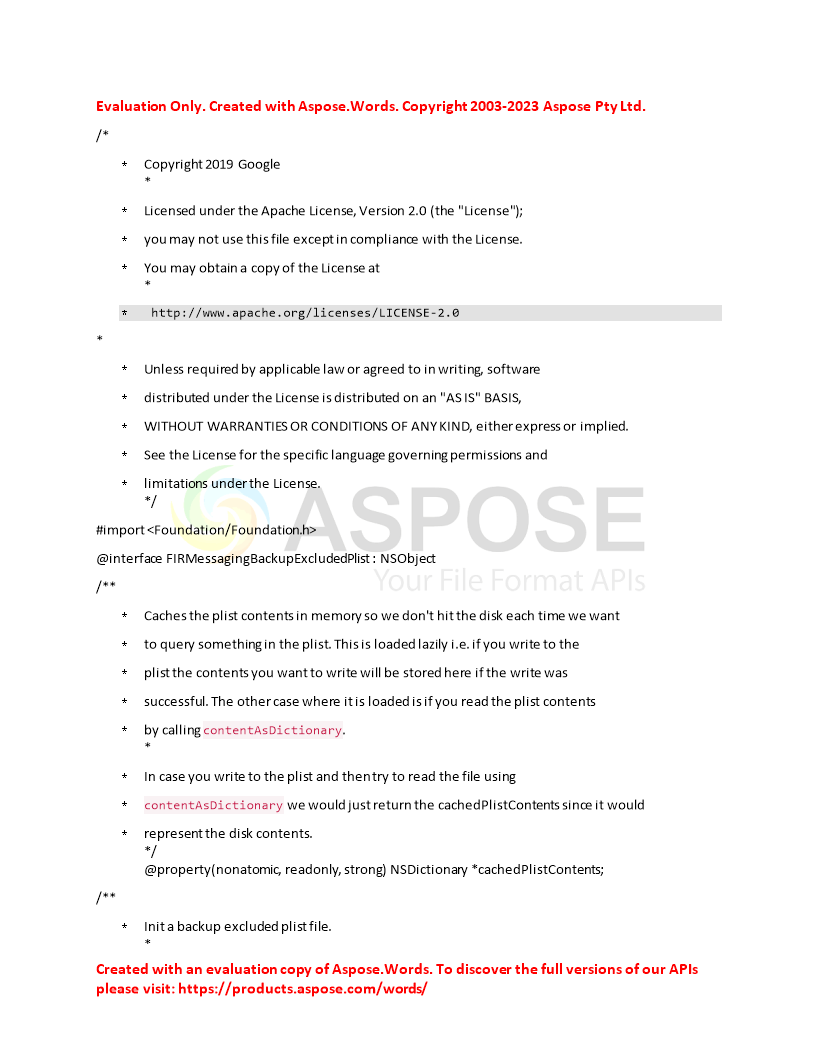 Evaluation Only. Created with Aspose.Words. Copyright 2003-2023 Aspose Pty Ltd.
/*
* Copyright 2019 Google
*
* Licensed under the Apache License, Version 2.0 (the "License");
* you may not use this file except in compliance with the License.
* You may obtain a copy of the License at
*
* http://www.apache.org/licenses/LICENSE-2.0
*
* Unless required by applicable law or agreed to in writing, software
* distributed under the License is distributed on an "AS IS" BASIS,
* WITHOUT WARRANTIES OR CONDITIONS OF ANY KIND, either express or implied.
* See the License for the specific language governing permissions and
* limitations under the License.
*/
ASPOSE
#import <Foundation/Foundation.h>
@interface FIRMessagingBackupExcludedPlist : NSObject
Your File Format APIs
/**
* Caches the plist contents in memory so we don't hit the disk each time we want
* to query something in the plist. This is loaded lazily i.e. if you write to the
* plist the contents you want to write will be stored here if the write was
* successful. The other case where it is loaded is if you read the plist contents
* by calling contentAsDictionary.
*
* In case you write to the plist and then try to read the file using
* contentAsDictionary we would just return the cachedPlistContents since it would
* represent the disk contents.
*/
@property(nonatomic, readonly, strong) NSDictionary *cachedPlistContents;
/**
* Init a backup excluded plist file.
*
Created with an evaluation copy of Aspose.Words. To discover the full versions of our APIs
please visit: https://products.aspose.com/words/